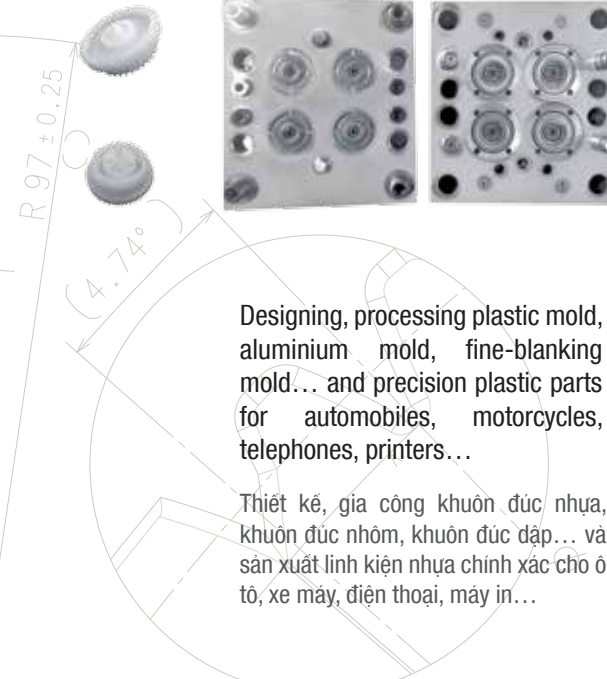 R97±0.25
(4.74°)
Designing, processing plastic mold,
aluminium mold, fine-blanking
mold... and precision plastic parts
for automobiles, motorcycles,
telephones, printers...
Thiết kế, gia công khuôn đúc nhựa,
khuôn đúc nhôm, khuôn đúc dập... và
sản xuất linh kiện nhựa chính xác cho ô
tô, xe máy, điện thoại, máy in...